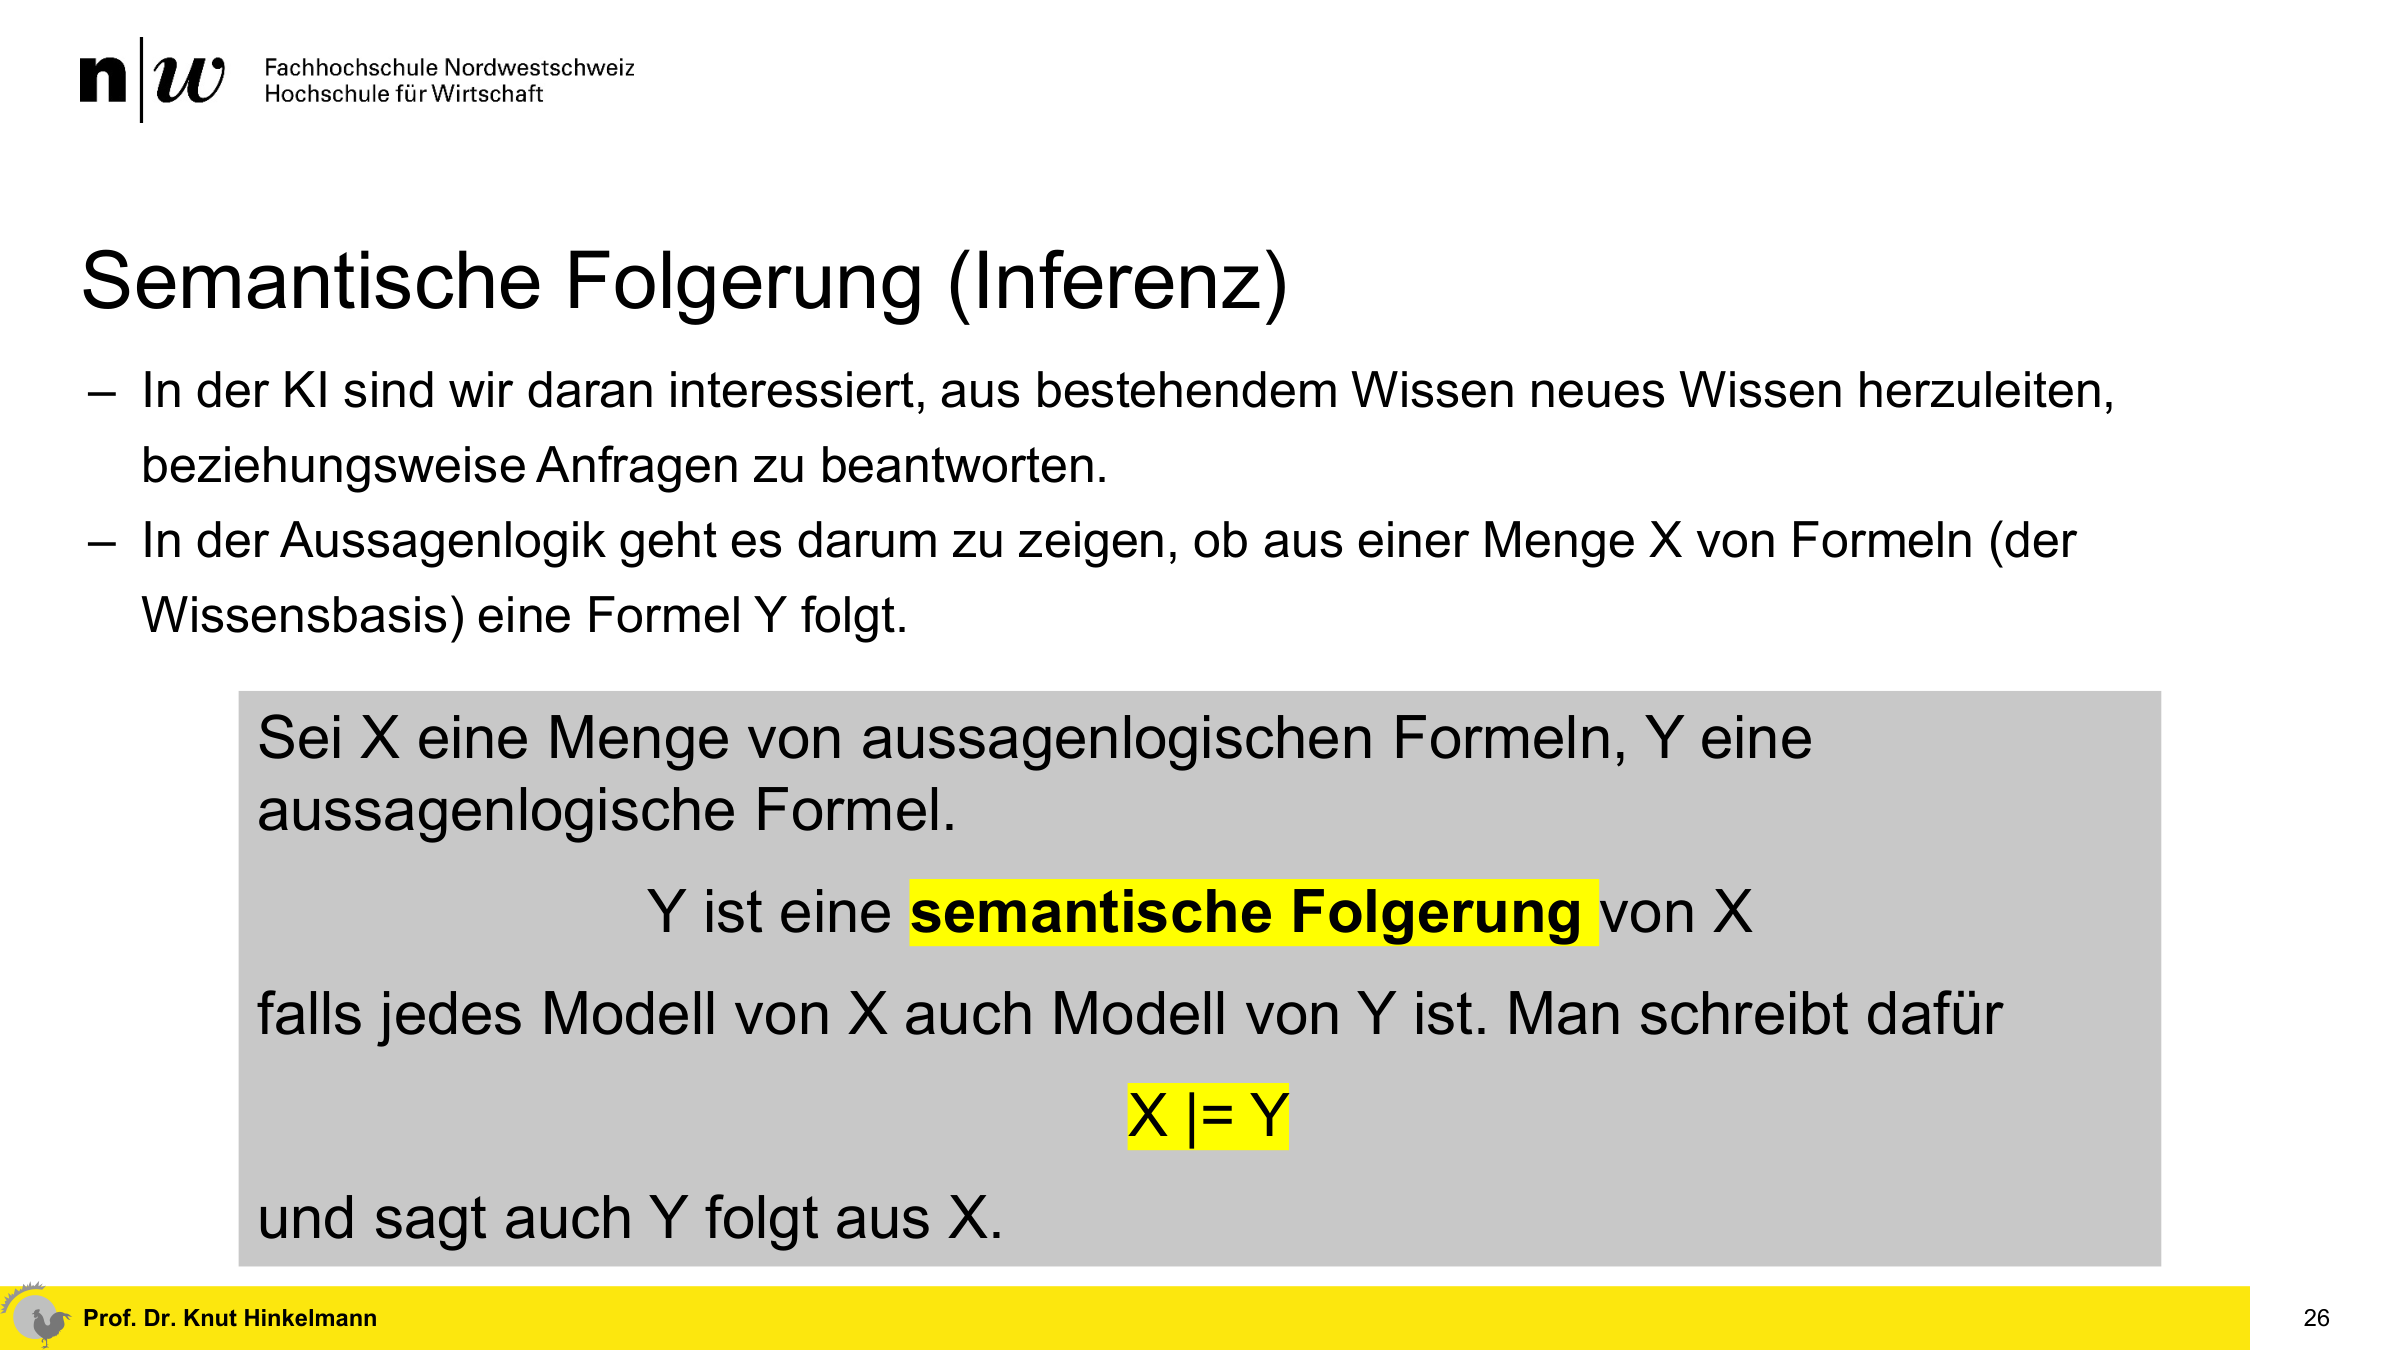 n|w Fachhochschule Nordwestschweiz
Hochschule für Wirtschaft
Semantische Folgerung (Inferenz)
– In der KI sind wir daran interessiert, aus bestehendem Wissen neues Wissen herzuleiten,
beziehungsweise Anfragen zu beantworten.
– In der Aussagenlogik geht es darum zu zeigen, ob aus einer Menge X von Formeln (der
Wissensbasis) eine Formel Y folgt.
Sei X eine Menge von aussagenlogischen Formeln, Y eine
aussagenlogische Formel.
Y ist eine semantische Folgerung von X
falls jedes Modell von X auch Modell von Y ist. Man schreibt dafür
X |= Y
und sagt auch Y folgt aus X.
Prof. Dr. Knut Hinkelmann
26